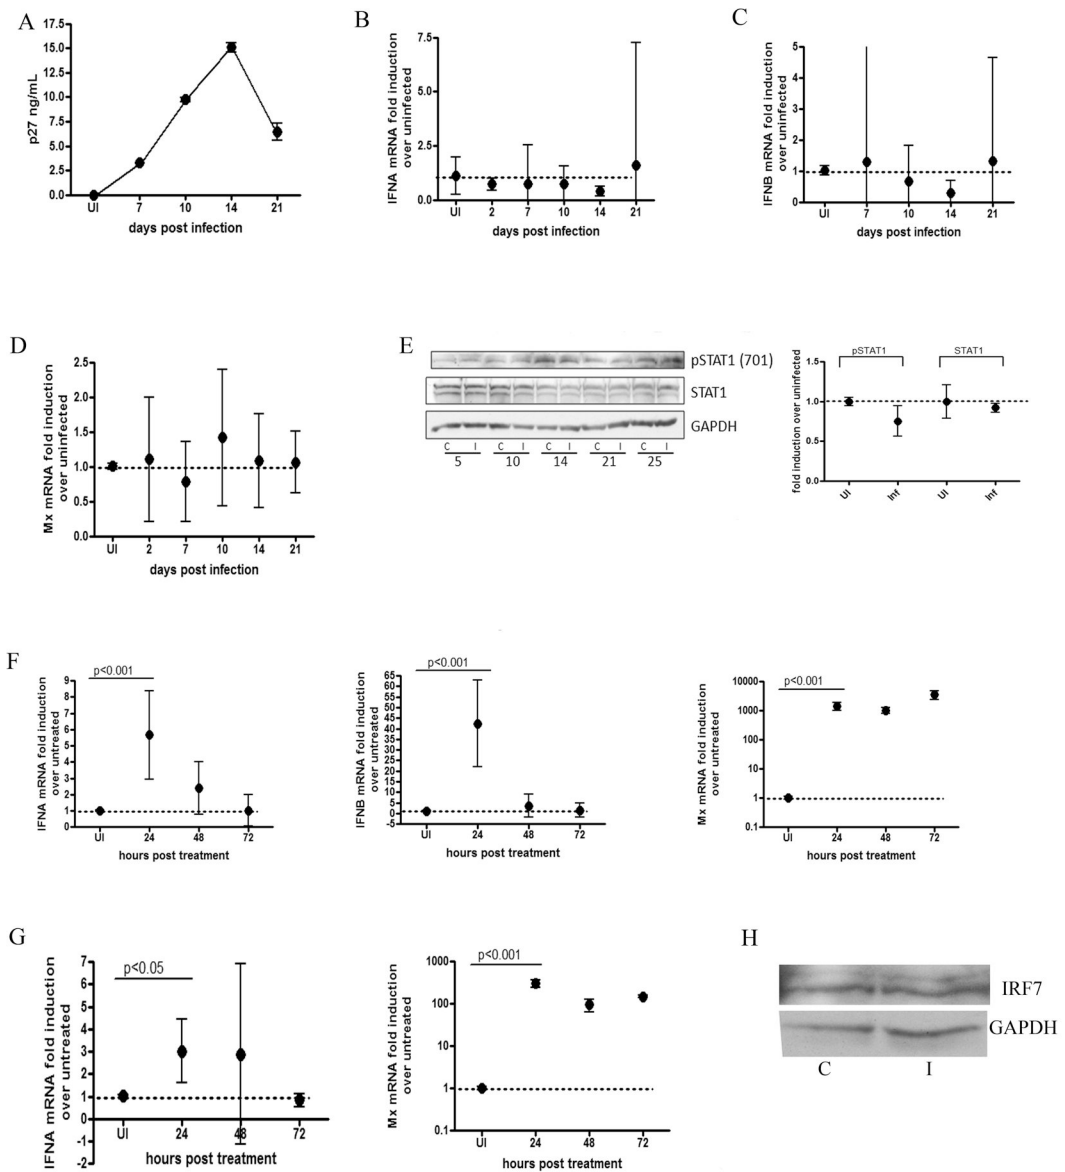 A
p27 ng/mL
17.5
15.0
12.5
10.0
7.5
5.0
2.5
0.0
UI 7 10 14 21
days post infection
B
IFNA mRNA fold induction
over uninfected
7.5
5.0
2.5
0.0
UI 2 7 10 14 21
days post infection
C
IFNB mRNA fold induction
over uninfected
5
4
3
2
1
0
UI 7 10 14 21
days post infection
D
Mx mRNA fold induction
over uninfected
2.5
2.0
1.5
1.0
0.5
0.0
UI 2 7 10 14 21
days post infection
E
pSTAT1 (701)
STAT1
GAPDH
C I C I C I C I C I
5 10 14 21 25
fold induction over uninfected
1.5
1.0
0.5
0.0
pSTAT1 STAT1
UI Inf UI Inf
F
IFNA mRNA fold induction
over untreated
p<0.001
9
8
7
6
5
4
3
2
1
0
UI 24 48 72
hours post treatment
IFNB mRNA fold induction
over untreated
p<0.001
65
60
55
50
45
40
35
30
25
20
15
10
5
0
-5
UI 24 48 72
hours post treatment
Mx mRNA fold induction
over untreated
p<0.001
10000
1000
100
10
1
0.1
UI 24 48 72
hours post treatment
G
IFNA mRNA fold induction
over untreated
p<0.05
7
6
5
4
3
2
1
0
-1
-2
UI 24 48 72
hours post treatment
Mx mRNA fold induction
over untreated
p<0.001
1000
100
10
1
0.1
UI 24 48 72
hours post treatment
H
IRF7
GAPDH
C I